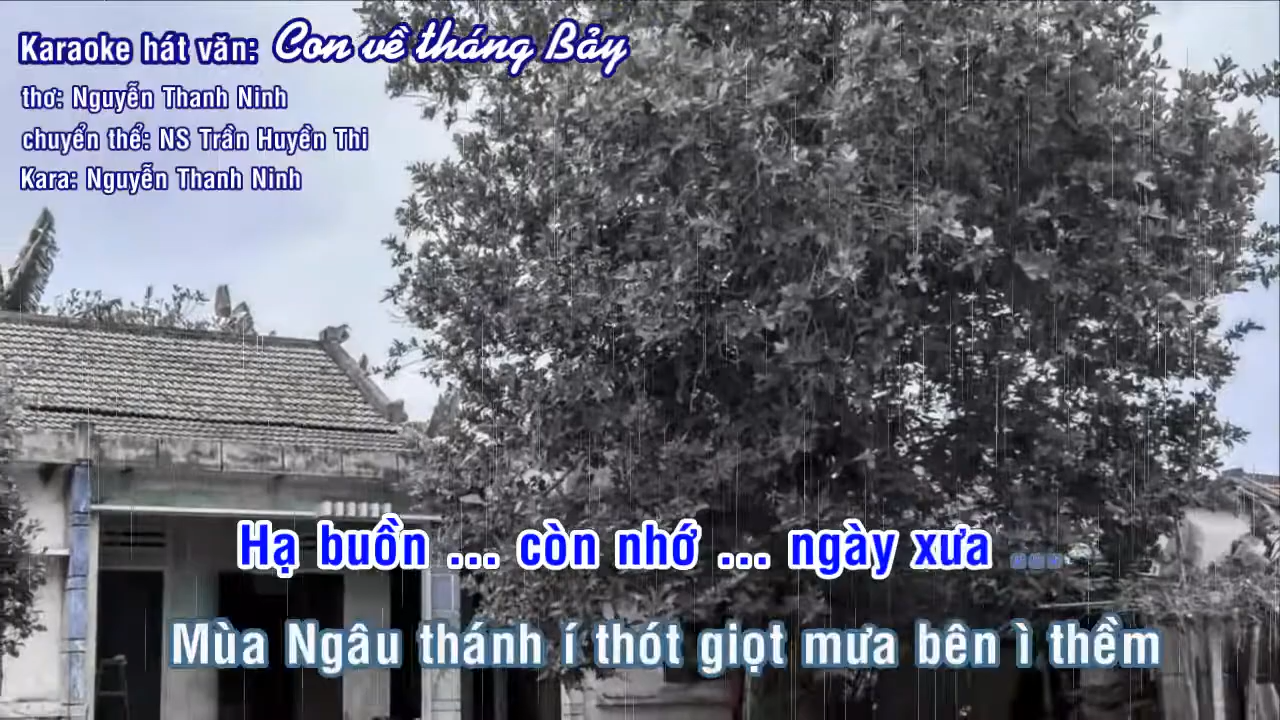 Karaoke hát văn: Con về tháng Bảy
thơ: Nguyễn Thanh Ninh
chuyển thể: NS Trần Huyền Thi
Kara: Nguyễn Thanh Ninh
Hạ buồn ... còn nhớ ... ngày xưa ...
Mùa Ngâu thánh í thót giọt mưa bên ì thềm